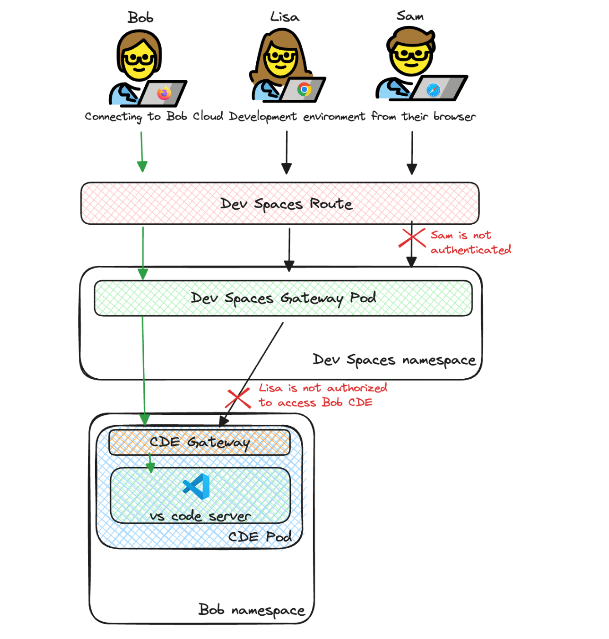 Bob
Lisa
Sam
Connecting to Bob Cloud Development environment from their browser
Dev Spaces Route
Sam is not
authenticated
Dev Spaces Gateway Pod
Dev Spaces namespace
Lisa is not authorized
to access Bob CDE
CDE Gateway
vs code server
CDE Pod
Bob namespace